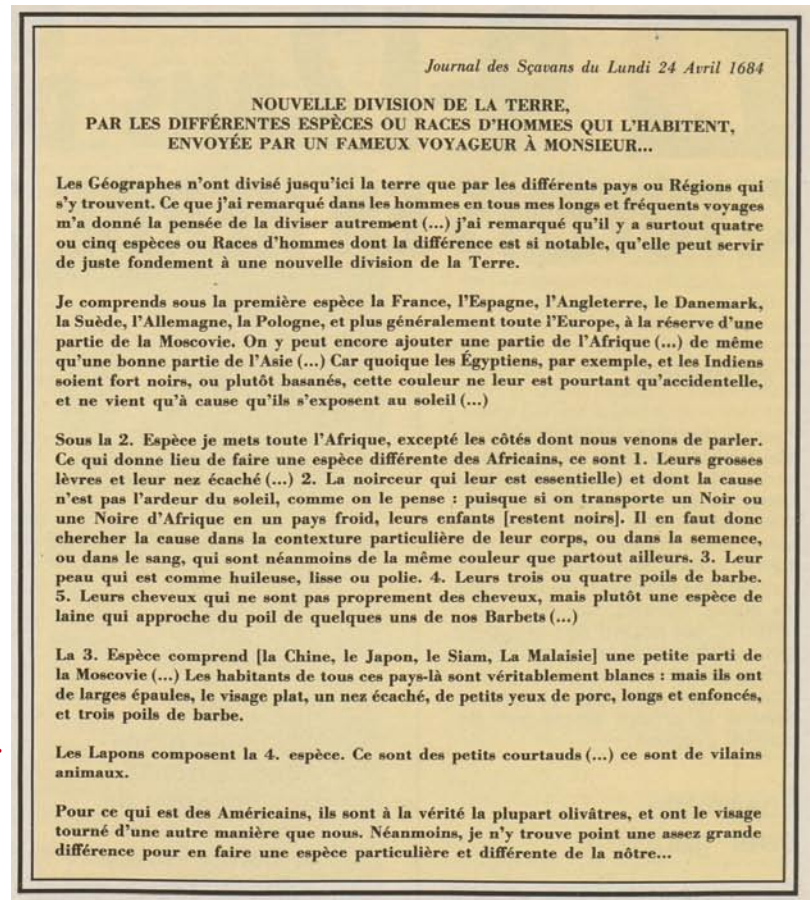 Journal des Sçavans du Lundi 24 Avril 1684
NOUVELLE DIVISION DE LA TERRE,
PAR LES DIFFÉRENTES ESPÈCES OU RACES D'HOMMES QUI L'HABITENT,
ENVOYÉE PAR UN FAMEUX VOYAGEUR À MONSIEUR...
Les Géographes n'ont divisé jusqu'ici la terre que par les différents pays ou Régions qui
s'y trouvent. Ce que j'ai remarqué dans les hommes en tous mes longs et fréquents voyages
m'a donné la pensée de la diviser autrement (...) j'ai remarqué qu'il y a surtout quatre
ou cinq espèces ou Races d'hommes dont la différence est si notable, qu'elle peut servir
de juste fondement à une nouvelle division de la Terre.
Je comprends sous la première espèce la France, l'Espagne, l'Angleterre, le Danemark,
la Suède, l'Allemagne, la Pologne, et plus généralement toute l'Europe, à la réserve d'une
partie de la Moscovie. On y peut encore ajouter une partie de l'Afrique (...) de même
qu'une bonne partie de l'Asie (...) Car quoique les Égyptiens, par exemple, et les Indiens
soient fort noirs, ou plutôt basanés, cette couleur ne leur est pourtant qu'accidentelle,
et ne vient qu'à cause qu'ils s'exposent au soleil (...)
Sous la 2. Espèce je mets toute l'Afrique, excepté les côtés dont nous venons de parler.
Ce qui donne lieu de faire une espèce différente des Africains, ce sont 1. Leurs grosses
lèvres et leur nez écaché (...) 2. La noirceur qui leur est essentielle) et dont la cause
n'est pas l'ardeur du soleil, comme on le pense : puisque si on transporte un Noir ou
une Noire d'Afrique en un pays froid, leurs enfants [restent noirs]. Il en faut donc
chercher la cause dans la contexture particulière de leur corps, ou dans la semence,
ou dans le sang, qui sont néanmoins de la même couleur que partout ailleurs. 3. Leur
peau qui est comme huileuse, lisse ou polie. 4. Leurs trois ou quatre poils de barbe.
5. Leurs cheveux qui ne sont pas proprement des cheveux, mais plutôt une espèce de
laine qui approche du poil de quelques uns de nos Barbets (...)
La 3. Espèce comprend [la Chine, le Japon, le Siam, La Malaisie] une petite parti de
la Moscovie (...) Les habitants de tous ces pays-là sont véritablement blancs : mais ils ont
de larges épaules, le visage plat, un nez écaché, de petits yeux de porc, longs et enfoncés,
et trois poils de barbe.
Les Lapons composent la 4. espèce. Ce sont des petits courtauds (...) ce sont de vilains
animaux.
Pour ce qui est des Américains, ils sont à la vérité la plupart olivâtres, et ont le visage
tourné d'une autre manière que nous. Néanmoins, je n'y trouve point une assez grande
différence pour en faire une espèce particulière et différente de la nôtre...